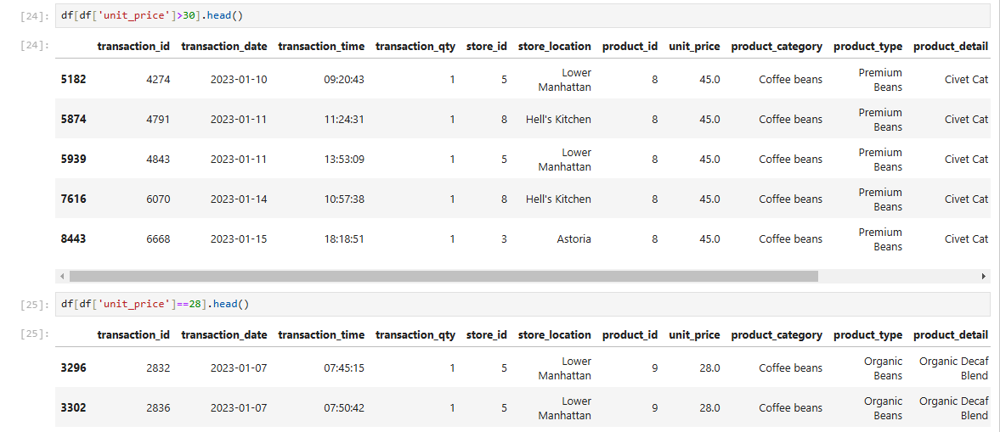 [24]: df[df['unit_price']>30].head()
[24]: transaction_id transaction_date transaction_time transaction_qty store_id store_location product_id unit_price product_category product_type product_detail
5182 4274 2023-01-10 09:20:43 1 5 Lower Manhattan 8 45.0 Coffee beans Premium Beans Civet Cat
5874 4791 2023-01-11 11:24:31 1 8 Hell's Kitchen 8 45.0 Coffee beans Premium Beans Civet Cat
5939 4843 2023-01-11 13:53:09 1 5 Lower Manhattan 8 45.0 Coffee beans Premium Beans Civet Cat
7616 6070 2023-01-14 10:57:38 1 8 Hell's Kitchen 8 45.0 Coffee beans Premium Beans Civet Cat
8443 6668 2023-01-15 18:18:51 1 3 Astoria 8 45.0 Coffee beans Premium Beans Civet Cat
[25]: df[df['unit_price']==28].head()
[25]: transaction_id transaction_date transaction_time transaction_qty store_id store_location product_id unit_price product_category product_type product_detail
3296 2832 2023-01-07 07:45:15 1 5 Lower Manhattan 9 28.0 Coffee beans Organic Beans Organic Decaf Blend
3302 2836 2023-01-07 07:50:42 1 5 Lower Manhattan 9 28.0 Coffee beans Organic Beans Organic Decaf Blend